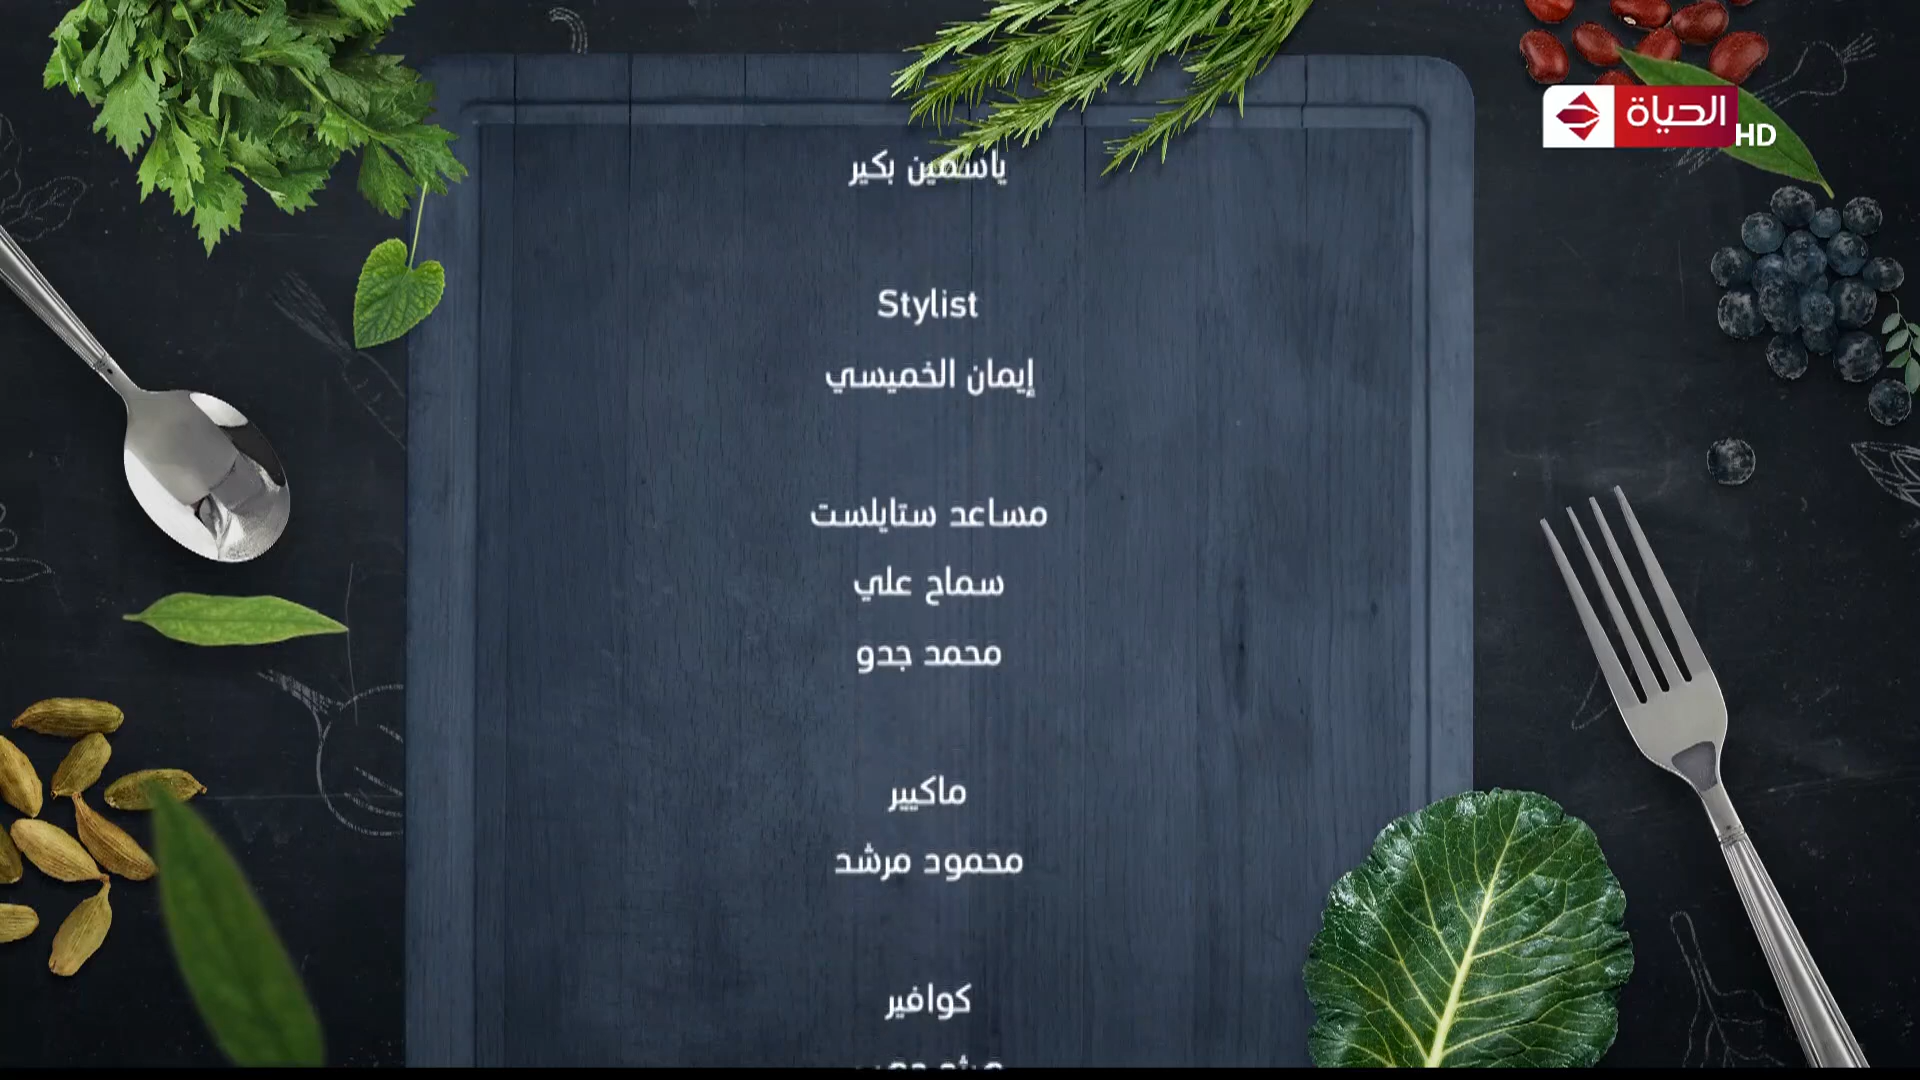 الحياة
HD
ياسمين بكير
Stylist
إيمان الخميسي
مساعد ستايلست
سماح علي
محمد جدو
ماكيير
محمود مرشد
كوافير